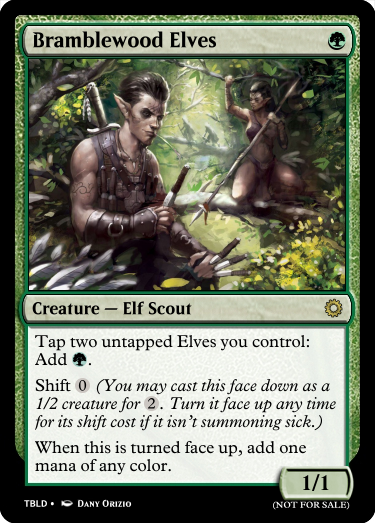 Bramblewood Elves
Creature — Elf Scout
Tap two untapped Elves you control:
Add .
Shift 0 (You may cast this face down as a
1/2 creature for 2. Turn it face up any time
for its shift cost if it isn't summoning sick.)
When this is turned face up, add one
mana of any color.
1/1
TBLD • Dany Orizio
(NOT FOR SALE)